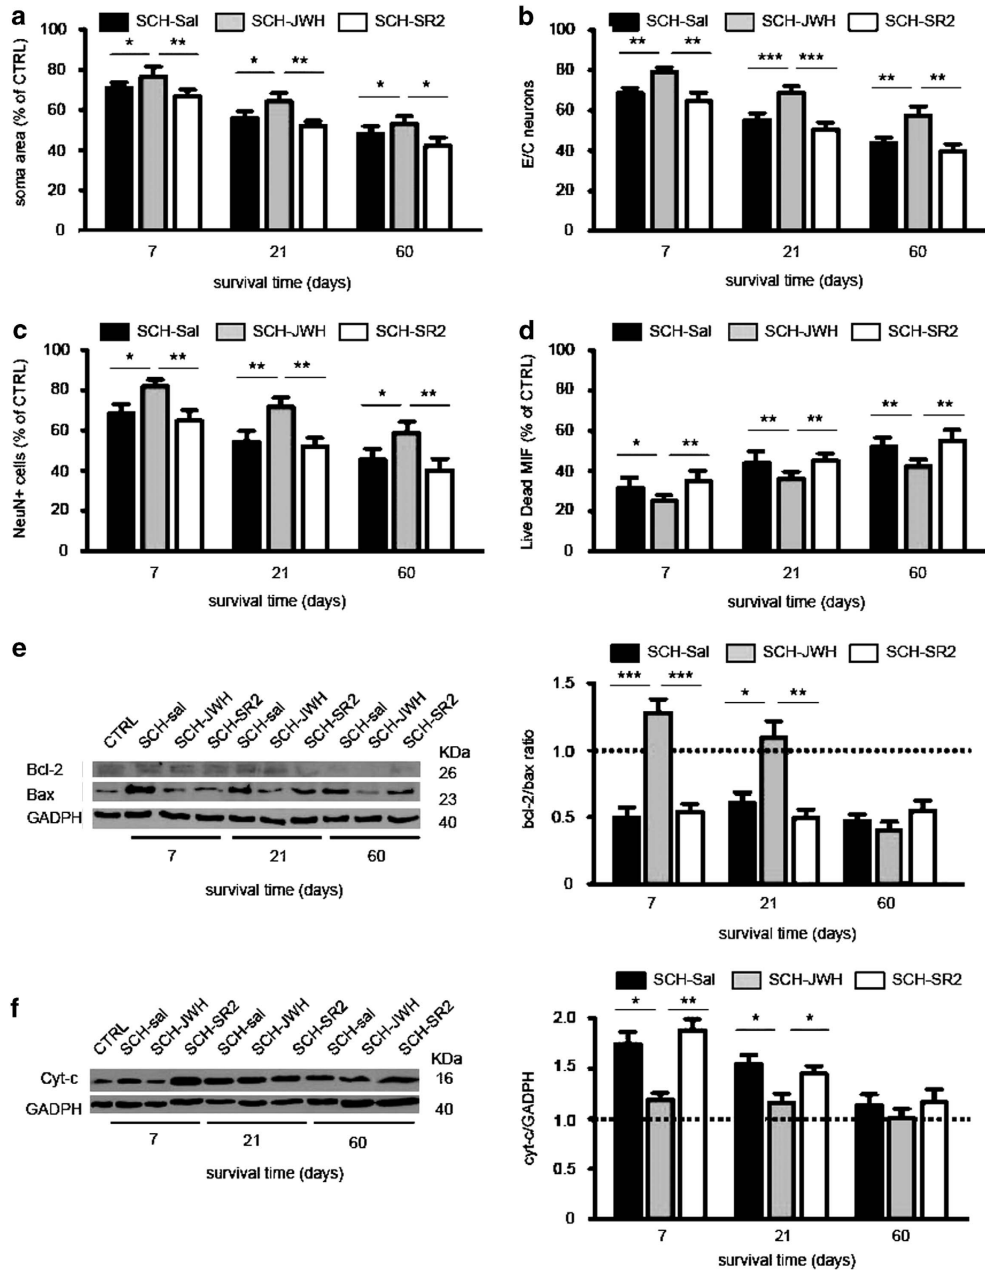 a
SCH-Sal SCH-JWH SCH-SR2
soma area (% of CTRL)
100
80
60
40
20
0
* ** * ** * *
7 21 60
survival time (days)
b
SCH-Sal SCH-JWH SCH-SR2
E/C neurons
100
80
60
40
20
0
** ** *** *** ** **
7 21 60
survival time (days)
c
SCH-Sal SCH-JWH SCH-SR2
NeuN+ cells (% of CTRL)
100
80
60
40
20
0
* ** ** ** * **
7 21 60
survival time (days)
d
SCH-Sal SCH-JWH SCH-SR2
Live Dead MIF (% of CTRL)
100
80
60
40
20
0
* ** ** ** ** **
7 21 60
survival time (days)
e
CTRL SCH-sal SCH-JWH SCH-SR2 SCH-sal SCH-JWH SCH-SR2 SCH-sal SCH-JWH SCH-SR2
KDa
Bcl-2 26
Bax 23
GADPH 40
7 21 60
survival time (days)
SCH-Sal SCH-JWH SCH-SR2
bcl-2/bax ratio
1.5
1.0
0.5
0
*** *** * **
7 21 60
survival time (days)
f
CTRL SCH-sal SCH-JWH SCH-SR2 SCH-sal SCH-JWH SCH-SR2 SCH-sal SCH-JWH SCH-SR2
KDa
Cyt-c 16
GADPH 40
7 21 60
survival time (days)
SCH-Sal SCH-JWH SCH-SR2
cyt-c/GADPH
2.0
1.5
1.0
0.5
0
* ** * *
7 21 60
survival time (days)